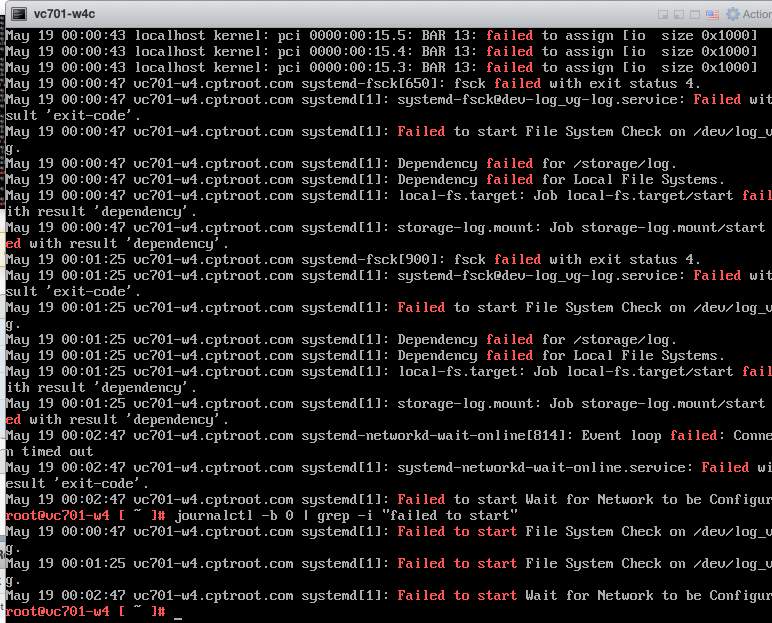 vc701-w4c
Action
May 19 00:00:43 localhost kernel: pci 0000:00:15.5: BAR 13: failed to assign [io  size 0x1000]
May 19 00:00:43 localhost kernel: pci 0000:00:15.4: BAR 13: failed to assign [io  size 0x1000]
May 19 00:00:43 localhost kernel: pci 0000:00:15.3: BAR 13: failed to assign [io  size 0x1000]
May 19 00:00:47 vc701-w4.cptroot.com systemd-fsck[650]: fsck failed with exit status 4.
May 19 00:00:47 vc701-w4.cptroot.com systemd[1]: systemd-fsck@dev-log_vg-log.service: Failed wit
sult 'exit-code'.
May 19 00:00:47 vc701-w4.cptroot.com systemd[1]: Failed to start File System Check on /dev/log_v
g.
May 19 00:00:47 vc701-w4.cptroot.com systemd[1]: Dependency failed for /storage/log.
May 19 00:00:47 vc701-w4.cptroot.com systemd[1]: Dependency failed for Local File Systems.
May 19 00:00:47 vc701-w4.cptroot.com systemd[1]: local-fs.target: Job local-fs.target/start fail
ith result 'dependency'.
May 19 00:00:47 vc701-w4.cptroot.com systemd[1]: storage-log.mount: Job storage-log.mount/start
ed with result 'dependency'.
May 19 00:01:25 vc701-w4.cptroot.com systemd-fsck[900]: fsck failed with exit status 4.
May 19 00:01:25 vc701-w4.cptroot.com systemd[1]: systemd-fsck@dev-log_vg-log.service: Failed wit
sult 'exit-code'.
May 19 00:01:25 vc701-w4.cptroot.com systemd[1]: Failed to start File System Check on /dev/log_v
g.
May 19 00:01:25 vc701-w4.cptroot.com systemd[1]: Dependency failed for /storage/log.
May 19 00:01:25 vc701-w4.cptroot.com systemd[1]: Dependency failed for Local File Systems.
May 19 00:01:25 vc701-w4.cptroot.com systemd[1]: local-fs.target: Job local-fs.target/start fail
ith result 'dependency'.
May 19 00:01:25 vc701-w4.cptroot.com systemd[1]: storage-log.mount: Job storage-log.mount/start
ed with result 'dependency'.
May 19 00:02:47 vc701-w4.cptroot.com systemd-networkd-wait-online[814]: Event loop failed: Conne
n timed out
May 19 00:02:47 vc701-w4.cptroot.com systemd[1]: systemd-networkd-wait-online.service: Failed wi
esult 'exit-code'.
May 19 00:02:47 vc701-w4.cptroot.com systemd[1]: Failed to start Wait for Network to be Configur
root@vc701-w4 [ ~ ]# journalctl -b 0 | grep -i "failed to start"
May 19 00:00:47 vc701-w4.cptroot.com systemd[1]: Failed to start File System Check on /dev/log_v
g.
May 19 00:01:25 vc701-w4.cptroot.com systemd[1]: Failed to start File System Check on /dev/log_v
g.
May 19 00:02:47 vc701-w4.cptroot.com systemd[1]: Failed to start Wait for Network to be Configur
root@vc701-w4 [ ~ ]# _